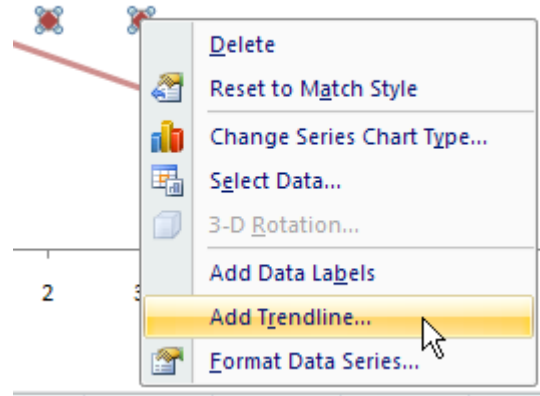 Delete
Reset to Match Style
Change Series Chart Type...
Select Data...
3-D Rotation...
Add Data Labels
2
Add Trendline...
Format Data Series...